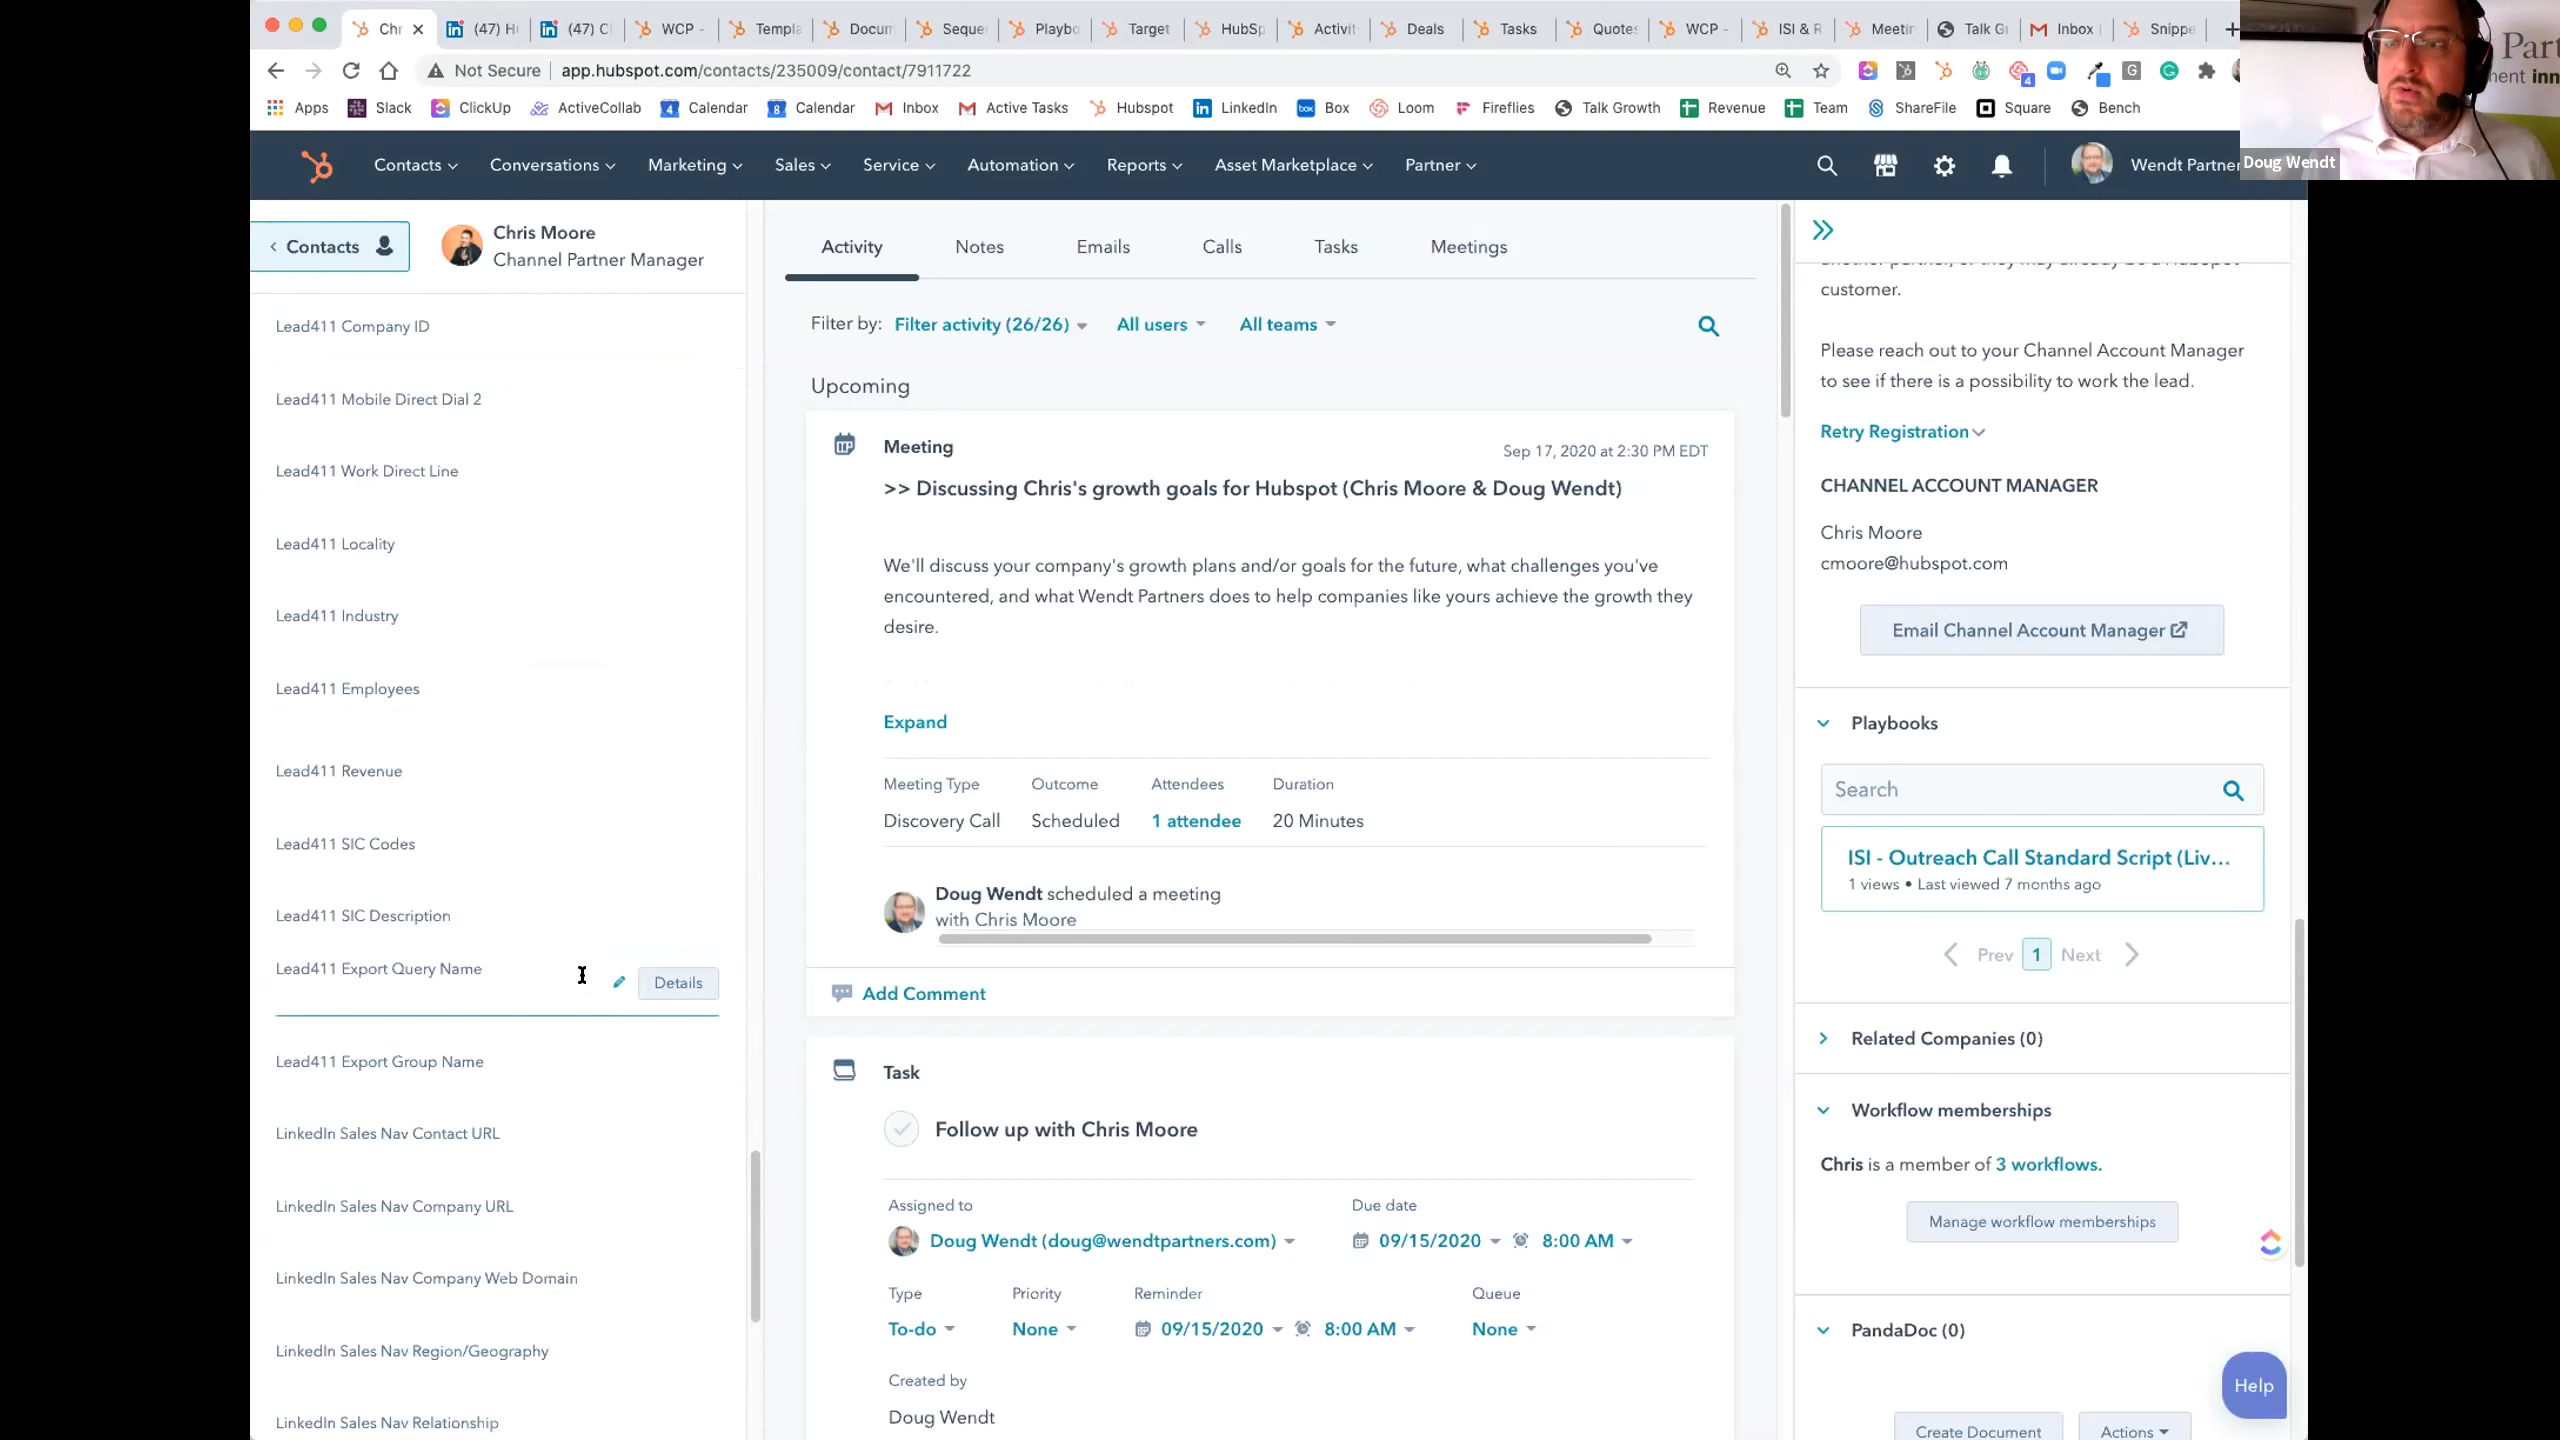 Chr
(47) H
(47) C
WCP -
Templa
Docum
Seque
Playbo
Target
HubSp
Activit
Deals
Tasks
Quotes
WCP -
ISI & R
Meetin
Talk G
Inbox
Snippe
Not Secure
app.hubspot.com/contacts/235009/contact/7911722
Apps
Slack
ClickUp
ActiveCollab
Calendar
Calendar
Inbox
Active Tasks
Hubspot
LinkedIn
Box
Loom
Fireflies
Talk Growth
Revenue
Team
ShareFile
Square
Bench
Part
nent inn
Doug Wendt
Contacts
Conversations
Marketing
Sales
Service
Automation
Reports
Asset Marketplace
Partner
Wendt Partner
Contacts
Chris Moore
Channel Partner Manager
Lead411 Company ID
Lead411 Mobile Direct Dial 2
Lead411 Work Direct Line
Lead411 Locality
Lead411 Industry
Lead411 Employees
Lead411 Revenue
Lead411 SIC Codes
Lead411 SIC Description
Lead411 Export Query Name
Details
Lead411 Export Group Name
LinkedIn Sales Nav Contact URL
LinkedIn Sales Nav Company URL
LinkedIn Sales Nav Company Web Domain
LinkedIn Sales Nav Region/Geography
LinkedIn Sales Nav Relationship
Activity
Notes
Emails
Calls
Tasks
Meetings
Filter by: Filter activity (26/26) All users All teams
Upcoming
Meeting
Sep 17, 2020 at 2:30 PM EDT
>> Discussing Chris's growth goals for Hubspot (Chris Moore & Doug Wendt)
We'll discuss your company's growth plans and/or goals for the future, what challenges you've
encountered, and what Wendt Partners does to help companies like yours achieve the growth they
desire.
Expand
Meeting Type Outcome Attendees Duration
Discovery Call Scheduled 1 attendee 20 Minutes
Doug Wendt scheduled a meeting
with Chris Moore
Add Comment
Task
Follow up with Chris Moore
Assigned to Due date
Doug Wendt (doug@wendtpartners.com) 09/15/2020 8:00 AM
Type Priority Reminder Queue
To-do None 09/15/2020 8:00 AM None
Created by
Doug Wendt
customer.
Please reach out to your Channel Account Manager
to see if there is a possibility to work the lead.
Retry Registration
CHANNEL ACCOUNT MANAGER
Chris Moore
cmoore@hubspot.com
Email Channel Account Manager
Playbooks
Search
ISI - Outreach Call Standard Script (Liv...
1 views • Last viewed 7 months ago
Prev 1 Next
Related Companies (0)
Workflow memberships
Chris is a member of 3 workflows.
Manage workflow memberships
PandaDoc (0)
Help
Create Document
Actions